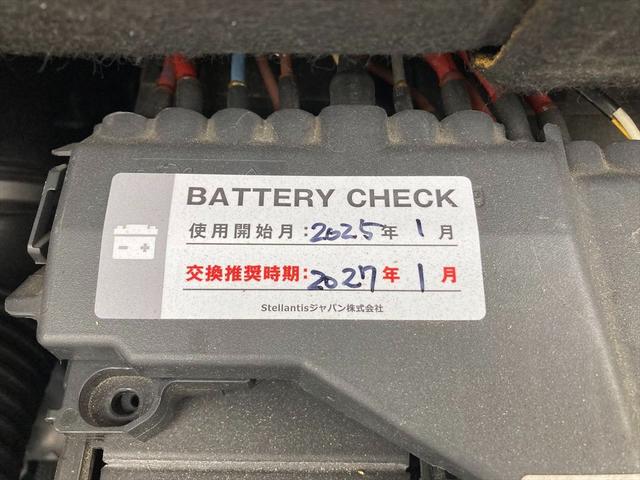 BATTERY CHECK
使用開始月：2025年 1月
交換推奨時期：2027年 1月
Stellantisジャパン株式会社